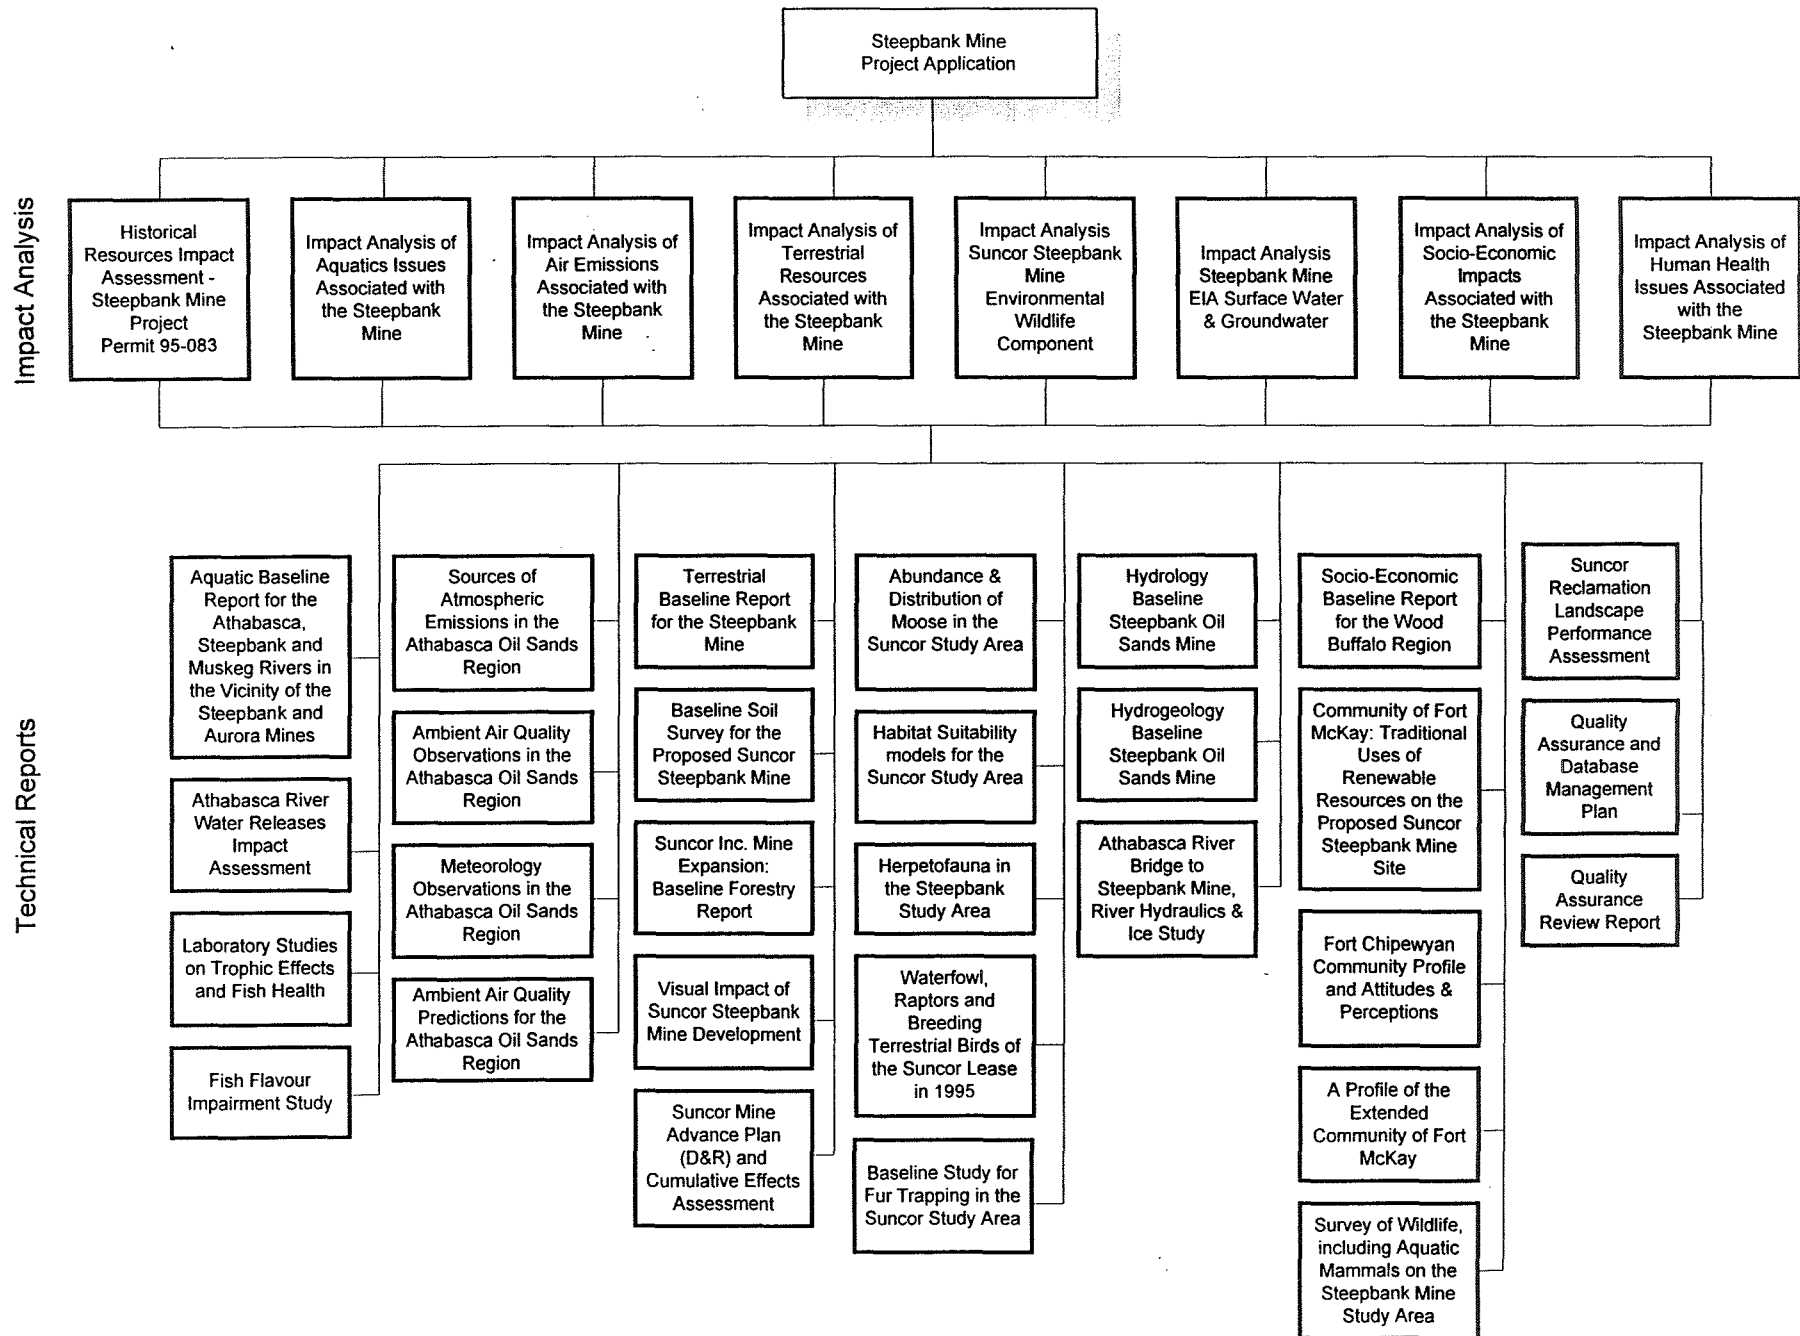 Steepbank Mine
Project Application
Impact Analysis
Historical
Resources Impact
Assessment -
Steepbank Mine
Project
Permit 95-083
Impact Analysis of
Aquatics Issues
Associated with
the Steepbank
Mine
Impact Analysis of
Air Emissions
Associated with
the Steepbank
Mine
Impact Analysis of
Terrestrial
Resources
Associated with
the Steepbank
Mine
Impact Analysis
Suncor Steepbank
Mine
Environmental
Wildlife
Component
Impact Analysis
Steepbank Mine
EIA Surface Water
& Groundwater
Impact Analysis of
Socio-Economic
Impacts
Associated with
the Steepbank
Mine
Impact Analysis of
Human Health
Issues Associated
with the
Steepbank Mine
Technical Reports
Aquatic Baseline
Report for the
Athabasca,
Steepbank and
Muskeg Rivers in
the Vicinity of the
Steepbank and
Aurora Mines
Athabasca River
Water Releases
Impact
Assessment
Laboratory Studies
on Trophic Effects
and Fish Health
Fish Flavour
Impairment Study
Sources of
Atmospheric
Emissions in the
Athabasca Oil Sands
Region
Ambient Air Quality
Observations in the
Athabasca Oil Sands
Region
Meteorology
Observations in the
Athabasca Oil Sands
Region
Ambient Air Quality
Predictions for the
Athabasca Oil Sands
Region
Terrestrial
Baseline Report
for the Steepbank
Mine
Baseline Soil
Survey for the
Proposed Suncor
Steepbank Mine
Suncor Inc. Mine
Expansion:
Baseline Forestry
Report
Visual Impact of
Suncor Steepbank
Mine Development
Suncor Mine
Advance Plan
(D&R) and
Cumulative Effects
Assessment
Abundance &
Distribution of
Moose in the
Suncor Study Area
Habitat Suitability
models for the
Suncor Study Area
Herpetofauna in
the Steepbank
Study Area
Waterfowl,
Raptors and
Breeding
Terrestrial Birds of
the Suncor Lease
in 1995
Baseline Study for
Fur Trapping in the
Suncor Study Area
Hydrology
Baseline
Steepbank Oil
Sands Mine
Hydrogeology
Baseline
Steepbank Oil
Sands Mine
Athabasca River
Bridge to
Steepbank Mine,
River Hydraulics &
Ice Study
Socio-Economic
Baseline Report
for the Wood
Buffalo Region
Community of Fort
McKay: Traditional
Uses of
Renewable
Resources on the
Proposed Suncor
Steepbank Mine
Site
Fort Chipewyan
Community Profile
and Attitudes &
Perceptions
A Profile of the
Extended
Community of Fort
McKay
Survey of Wildlife,
including Aquatic
Mammals on the
Steepbank Mine
Study Area
Suncor
Reclamation
Landscape
Performance
Assessment
Quality
Assurance and
Database
Management
Plan
Quality
Assurance
Review Report